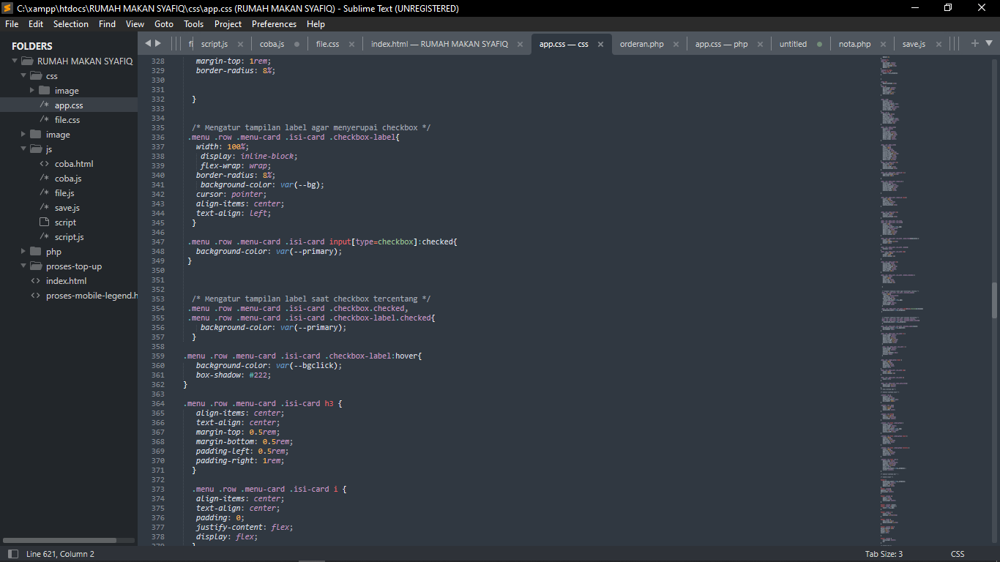 C:\xampp\htdocs\RUMAH MAKAN SYAFIQ\css\app.css (RUMAH MAKAN SYAFIQ) - Sublime Text (UNREGISTERED)
File Edit Selection Find View Goto Tools Project Preferences Help
FOLDERS
RUMAH MAKAN SYAFIQ
css
image
app.css
file.css
image
js
coba.html
coba.js
file.js
save.js
script
script.js
php
proses-top-up
index.html
proses-mobile-legend.h
fi script.js coba.js file.css index.html — RUMAH MAKAN SYAFIQ app.css — css orderan.php app.css — php untitled nota.php save.js
328 margin-top: 1rem;
329 border-radius: 8%;
330
331
332 }
333
334
335 /* Mengatur tampilan label agar menyerupai checkbox */
336 .menu .row .menu-card .isi-card .checkbox-label{
337 width: 100%;
338 display: inline-block;
339 flex-wrap: wrap;
340 border-radius: 8%;
341 background-color: var(--bg);
342 cursor: pointer;
343 align-items: center;
344 text-align: left;
345 }
346
347 .menu .row .menu-card .isi-card input[type=checkbox]:checked{
348 background-color: var(--primary);
349 }
350
351
352
353 /* Mengatur tampilan label saat checkbox tercentang */
354 .menu .row .menu-card .isi-card .checkbox.checked,
355 .menu .row .menu-card .isi-card .checkbox-label.checked{
356 background-color: var(--primary);
357 }
358
359 .menu .row .menu-card .isi-card .checkbox-label:hover{
360 background-color: var(--bgclick);
361 box-shadow: #222;
362 }
363
364 .menu .row .menu-card .isi-card h3 {
365 align-items: center;
366 text-align: center;
367 margin-top: 0.5rem;
368 margin-bottom: 0.5rem;
369 padding-left: 0.5rem;
370 padding-right: 1rem;
371 }
372
373 .menu .row .menu-card .isi-card i {
374 align-items: center;
375 text-align: center;
376 padding: 0;
377 justify-content: flex;
378 display: flex;
379 }
Line 621, Column 2
Tab Size: 3
CSS